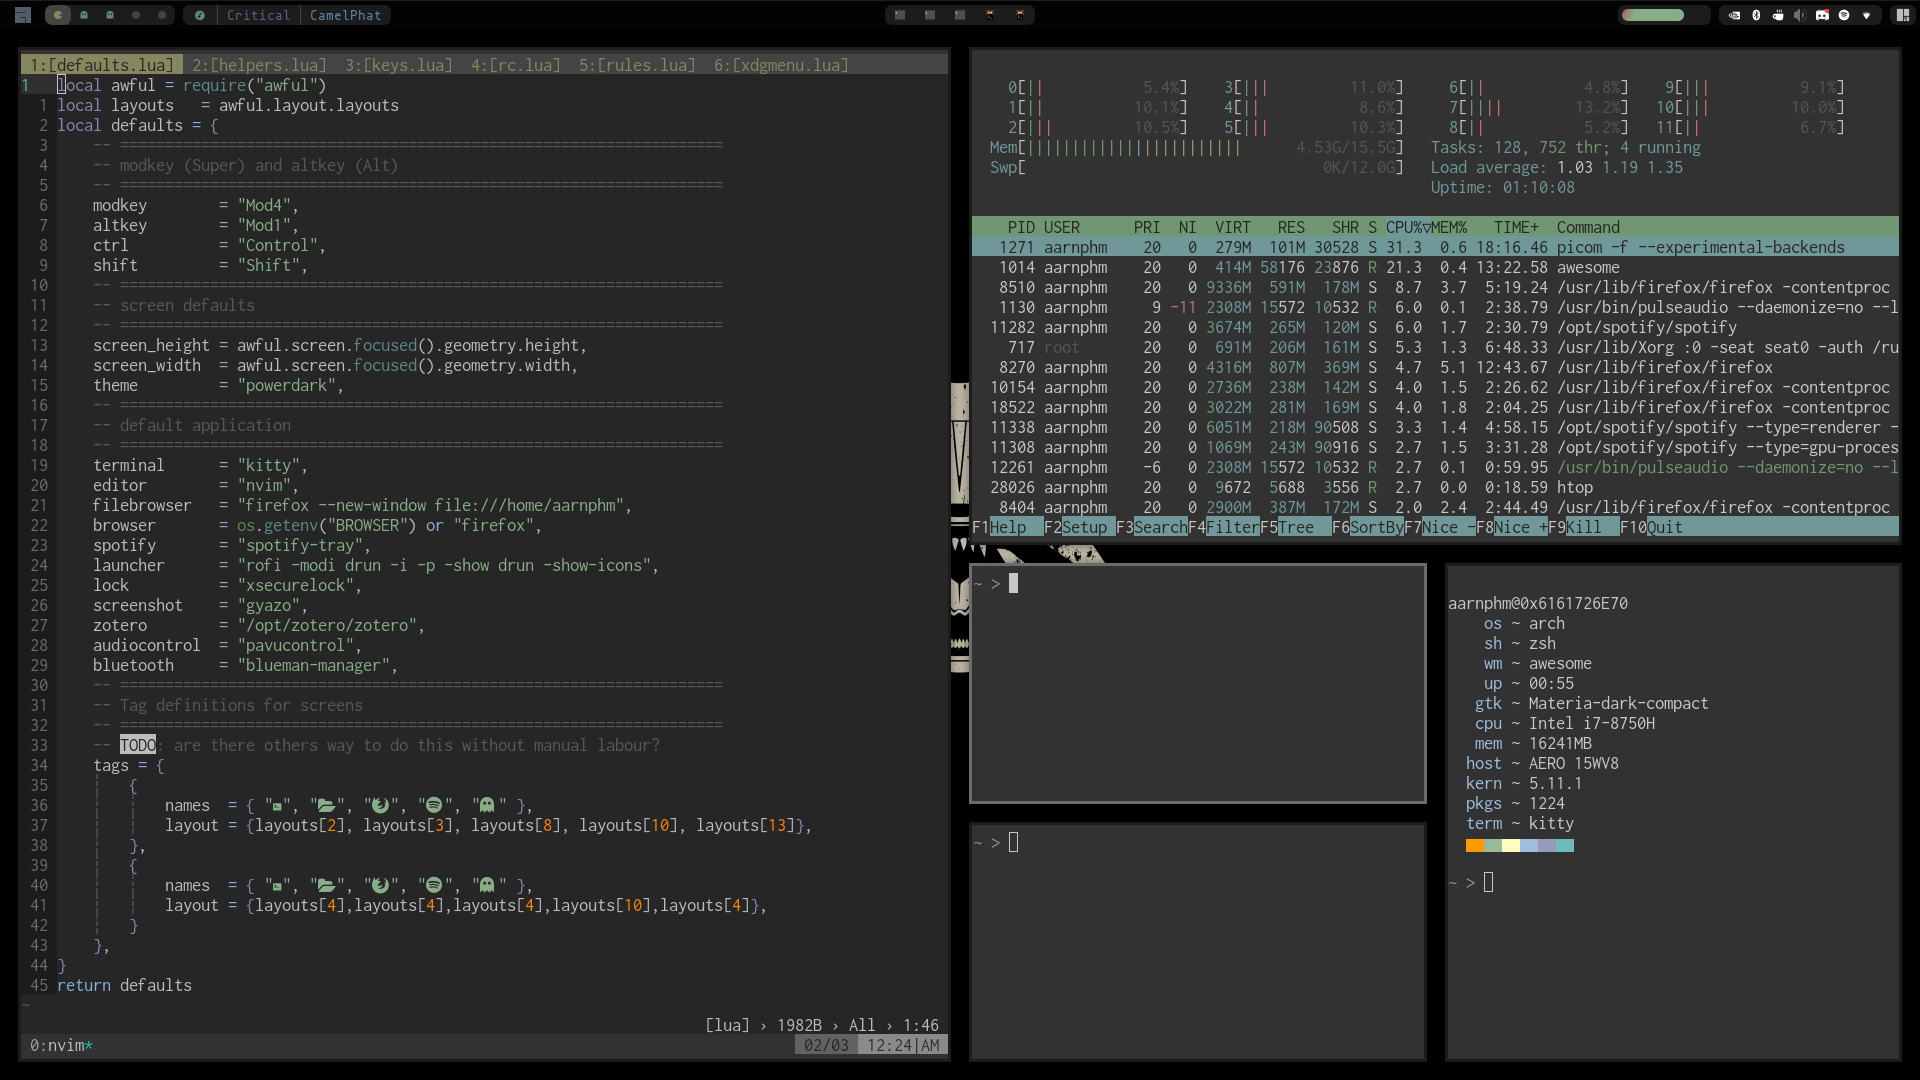 Critical CamelPhat
1:[defaults.lua] 2:[helpers.lua] 3:[keys.lua] 4:[rc.lua] 5:[rules.lua] 6:[xdgmenu.lua]
1 local awful = require("awful")
1 local layouts = awful.layout.layouts
2 local defaults = {
3 -- ===================================================================
4 -- modkey (Super) and altkey (Alt)
5 -- ===================================================================
6 modkey = "Mod4",
7 altkey = "Mod1",
8 ctrl = "Control",
9 shift = "Shift",
10 -- ===================================================================
11 -- screen defaults
12 -- ===================================================================
13 screen_height = awful.screen.focused().geometry.height,
14 screen_width = awful.screen.focused().geometry.width,
15 theme = "powerdark",
16 -- ===================================================================
17 -- default application
18 -- ===================================================================
19 terminal = "kitty",
20 editor = "nvim",
21 filebrowser = "firefox --new-window file:///home/aarnphm",
22 browser = os.getenv("BROWSER") or "firefox",
23 spotify = "spotify-tray",
24 launcher = "rofi -modi drun -i -p -show drun -show-icons",
25 lock = "xsecurelock",
26 screenshot = "gyazo",
27 zotero = "/opt/zotero/zotero",
28 audiocontrol = "pavucontrol",
29 bluetooth = "blueman-manager",
30 -- ===================================================================
31 -- Tag definitions for screens
32 -- ===================================================================
33 -- TODO: are there others way to do this without manual labour?
34 tags = {
35 {
36 names = { "", "", "", "", "" },
37 layout = {layouts[2], layouts[3], layouts[8], layouts[10], layouts[13]},
38 },
39 {
40 names = { "", "", "", "", "" },
41 layout = {layouts[4],layouts[4],layouts[4],layouts[10],layouts[4]},
42 }
43 },
44 }
45 return defaults
~
[lua] › 1982B › All › 1:46
0:nvim* 02/03 12:24|AM
0[|| 5.4%] 3[||| 11.0%] 6[|| 4.8%] 9[||| 9.1%]
1[|| 10.1%] 4[|| 8.6%] 7[|||| 13.2%] 10[||| 10.0%]
2[||| 10.5%] 5[||| 10.3%] 8[|| 5.2%] 11[|| 6.7%]
Mem[|||||||||||||||||||||||| 4.53G/15.5G] Tasks: 128, 752 thr; 4 running
Swp[ 0K/12.0G] Load average: 1.03 1.19 1.35
Uptime: 01:10:08
PID USER PRI NI VIRT RES SHR S CPU%▽MEM% TIME+ Command
1271 aarnphm 20 0 279M 101M 30528 S 31.3 0.6 18:16.46 picom -f --experimental-backends
1014 aarnphm 20 0 414M 58176 23876 R 21.3 0.4 13:22.58 awesome
8510 aarnphm 20 0 9336M 591M 178M S 8.7 3.7 5:19.24 /usr/lib/firefox/firefox -contentproc
1130 aarnphm 9 -11 2308M 15572 10532 R 6.0 0.1 2:38.79 /usr/bin/pulseaudio --daemonize=no --l
11282 aarnphm 20 0 3674M 265M 120M S 6.0 1.7 2:30.79 /opt/spotify/spotify
717 root 20 0 691M 206M 161M S 5.3 1.3 6:48.33 /usr/lib/Xorg :0 -seat seat0 -auth /ru
8270 aarnphm 20 0 4316M 807M 369M S 4.7 5.1 12:43.67 /usr/lib/firefox/firefox
10154 aarnphm 20 0 2736M 238M 142M S 4.0 1.5 2:26.62 /usr/lib/firefox/firefox -contentproc
18522 aarnphm 20 0 3022M 281M 169M S 4.0 1.8 2:04.25 /usr/lib/firefox/firefox -contentproc
11338 aarnphm 20 0 6051M 218M 90508 S 3.3 1.4 4:58.15 /opt/spotify/spotify --type=renderer -
11308 aarnphm 20 0 1069M 243M 90916 S 2.7 1.5 3:31.28 /opt/spotify/spotify --type=gpu-proces
12261 aarnphm -6 0 2308M 15572 10532 R 2.7 0.1 0:59.95 /usr/bin/pulseaudio --daemonize=no --l
28026 aarnphm 20 0 9672 5688 3556 R 2.7 0.0 0:18.59 htop
8404 aarnphm 20 0 2900M 387M 172M S 2.0 2.4 2:44.49 /usr/lib/firefox/firefox -contentproc
F1Help F2Setup F3SearchF4FilterF5Tree F6SortByF7Nice -F8Nice +F9Kill F10Quit
~ >
~ >
aarnphm@0x6161726E70
os ~ arch
sh ~ zsh
wm ~ awesome
up ~ 00:55
gtk ~ Materia-dark-compact
cpu ~ Intel i7-8750H
mem ~ 16241MB
host ~ AERO 15WV8
kern ~ 5.11.1
pkgs ~ 1224
term ~ kitty
~ >